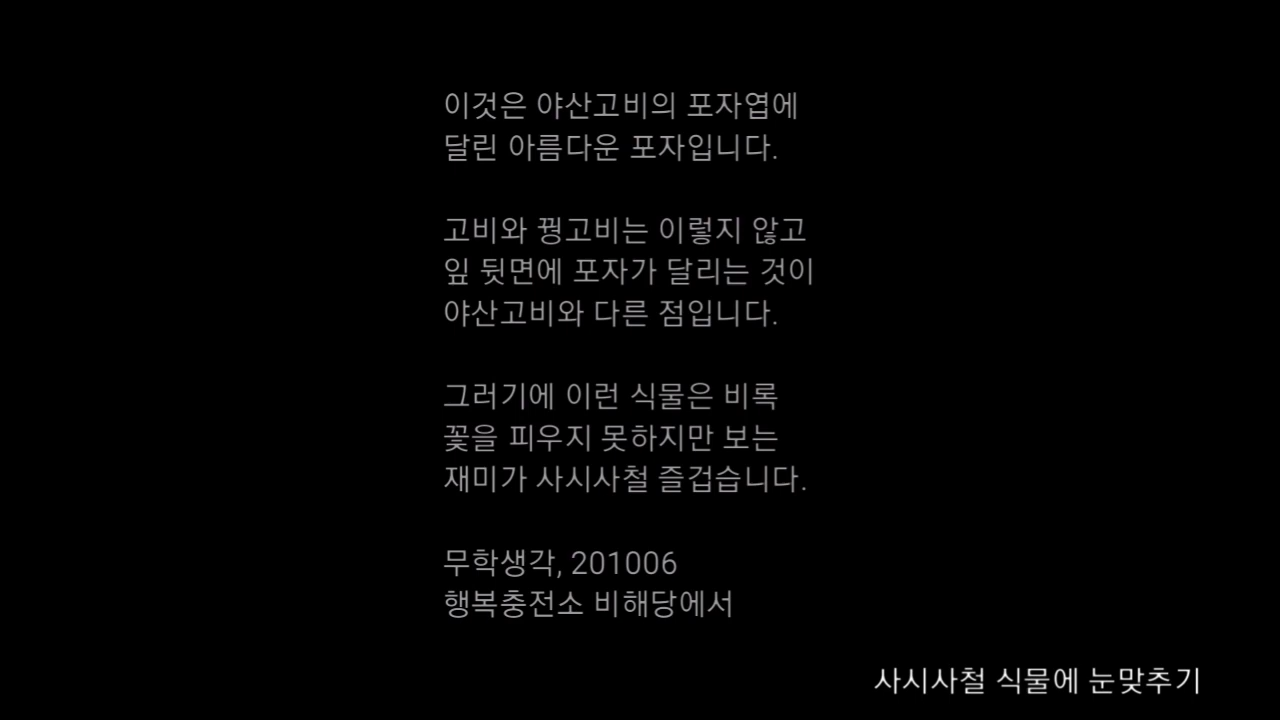 이것은 야산고비의 포자엽에
달린 아름다운 포자입니다.
고비와 꿩고비는 이렇지 않고
잎 뒷면에 포자가 달리는 것이
야산고비와 다른 점입니다.
그러기에 이런 식물은 비록
꽃을 피우지 못하지만 보는
재미가 사시사철 즐겁습니다.
무학생각, 201006
행복충전소 비해당에서
사시사철 식물에 눈맞추기